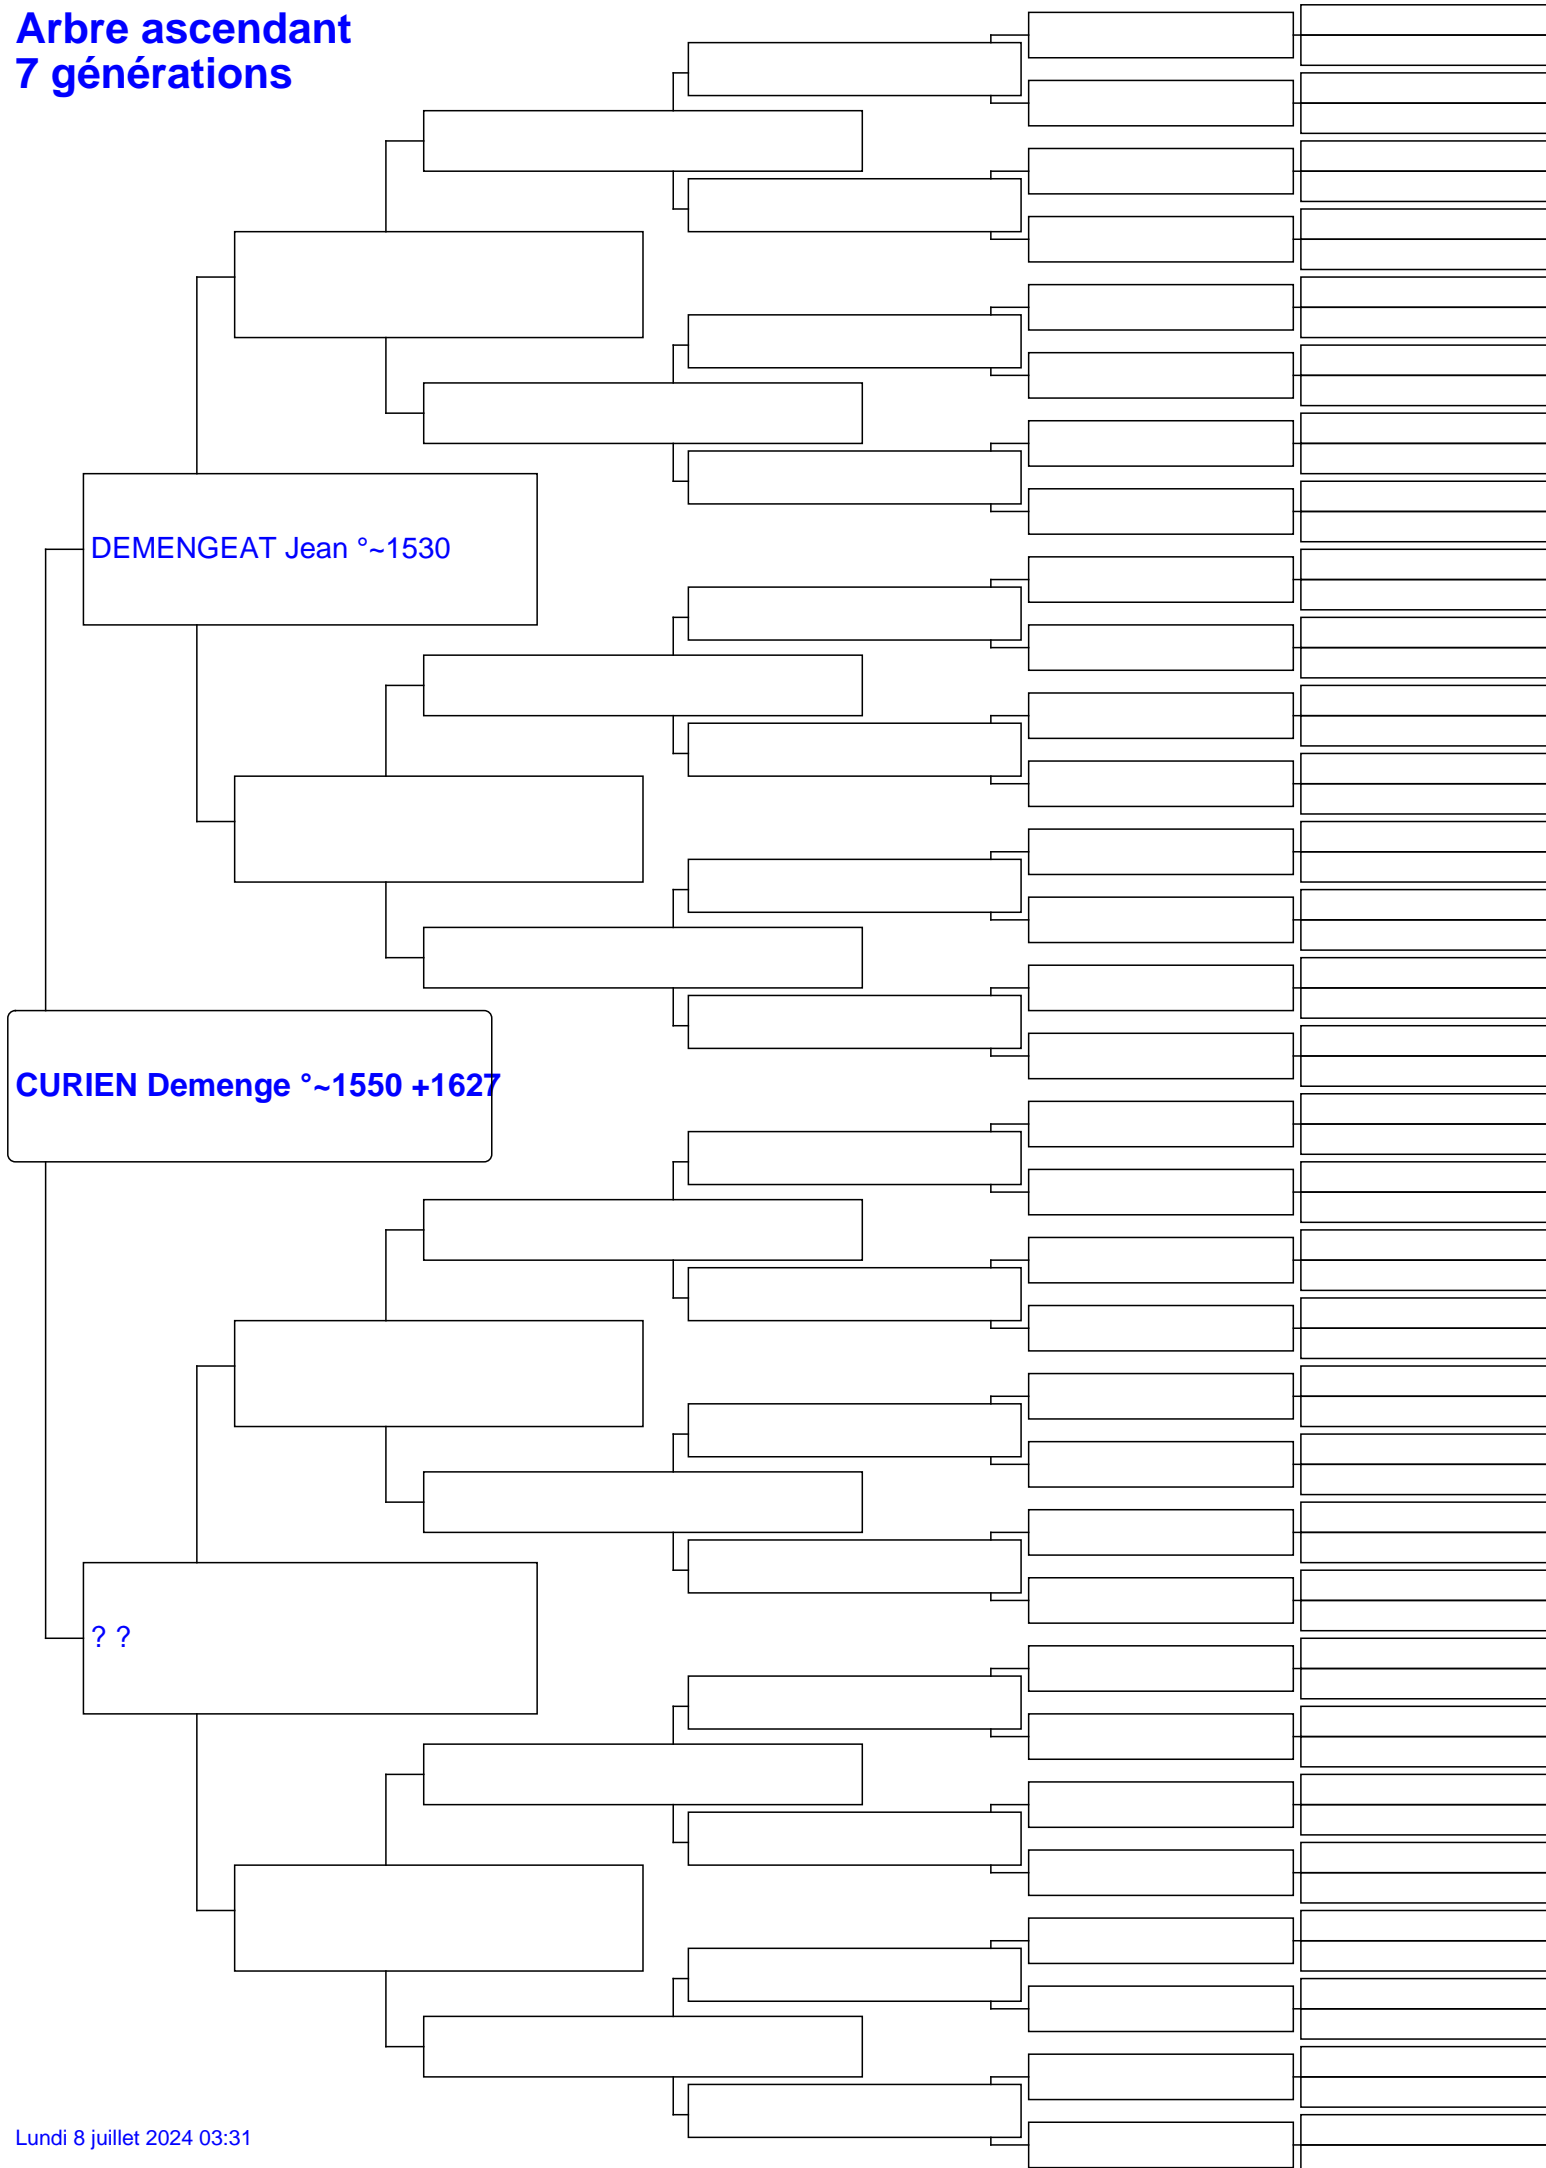 Arbre ascendant
7 générations
DEMENGEAT Jean °~1530
CURIEN Demenge °~1550 +1627
? ?
Lundi 8 juillet 2024 03:31